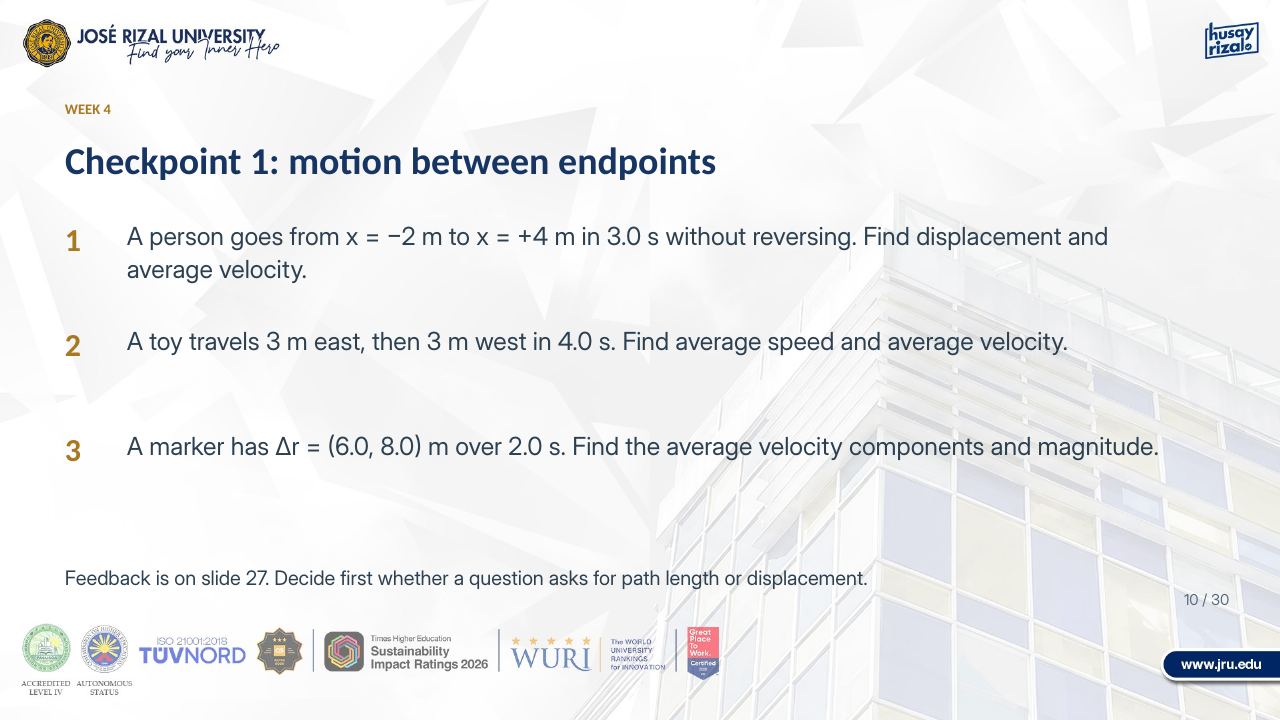 JOSÉ RIZAL UNIVERSITY
Find your Inner Hero
husay
rizal
WEEK 4
Checkpoint 1: motion between endpoints
1
A person goes from x = −2 m to x = +4 m in 3.0 s without reversing. Find displacement and
average velocity.
2
A toy travels 3 m east, then 3 m west in 4.0 s. Find average speed and average velocity.
3
A marker has Δr = (6.0, 8.0) m over 2.0 s. Find the average velocity components and magnitude.
Feedback is on slide 27. Decide first whether a question asks for path length or displacement.
10 / 30
ACCREDITED
LEVEL IV
AUTONOMOUS
STATUS
ISO 21001:2018
TÜVNORD
Times Higher Education
Sustainability
Impact Ratings 2026
WURI
The WORLD
UNIVERSITY
RANKINGS
for INNOVATION
Great
Place
To
Work.
Certified
www.jru.edu